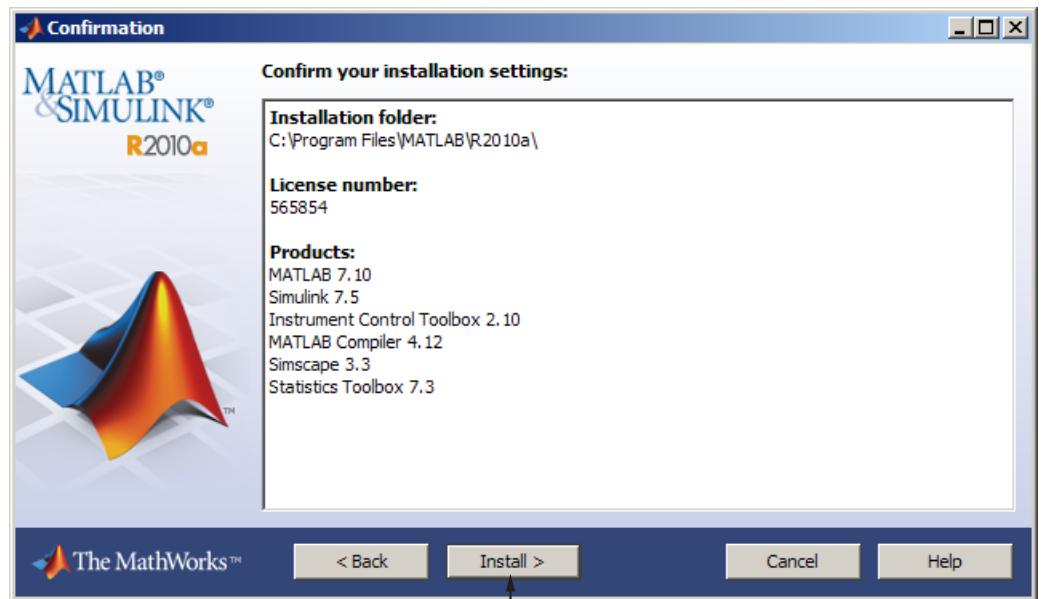 Confirmation
MATLAB®
&SIMULINK®
R2010a
TM
Confirm your installation settings:
Installation folder:
C:\Program Files\MATLAB\R2010a\
License number:
565854
Products:
MATLAB 7.10
Simulink 7.5
Instrument Control Toolbox 2.10
MATLAB Compiler 4.12
Simscape 3.3
Statistics Toolbox 7.3
The MathWorks™
< Back
Install >
Cancel
Help